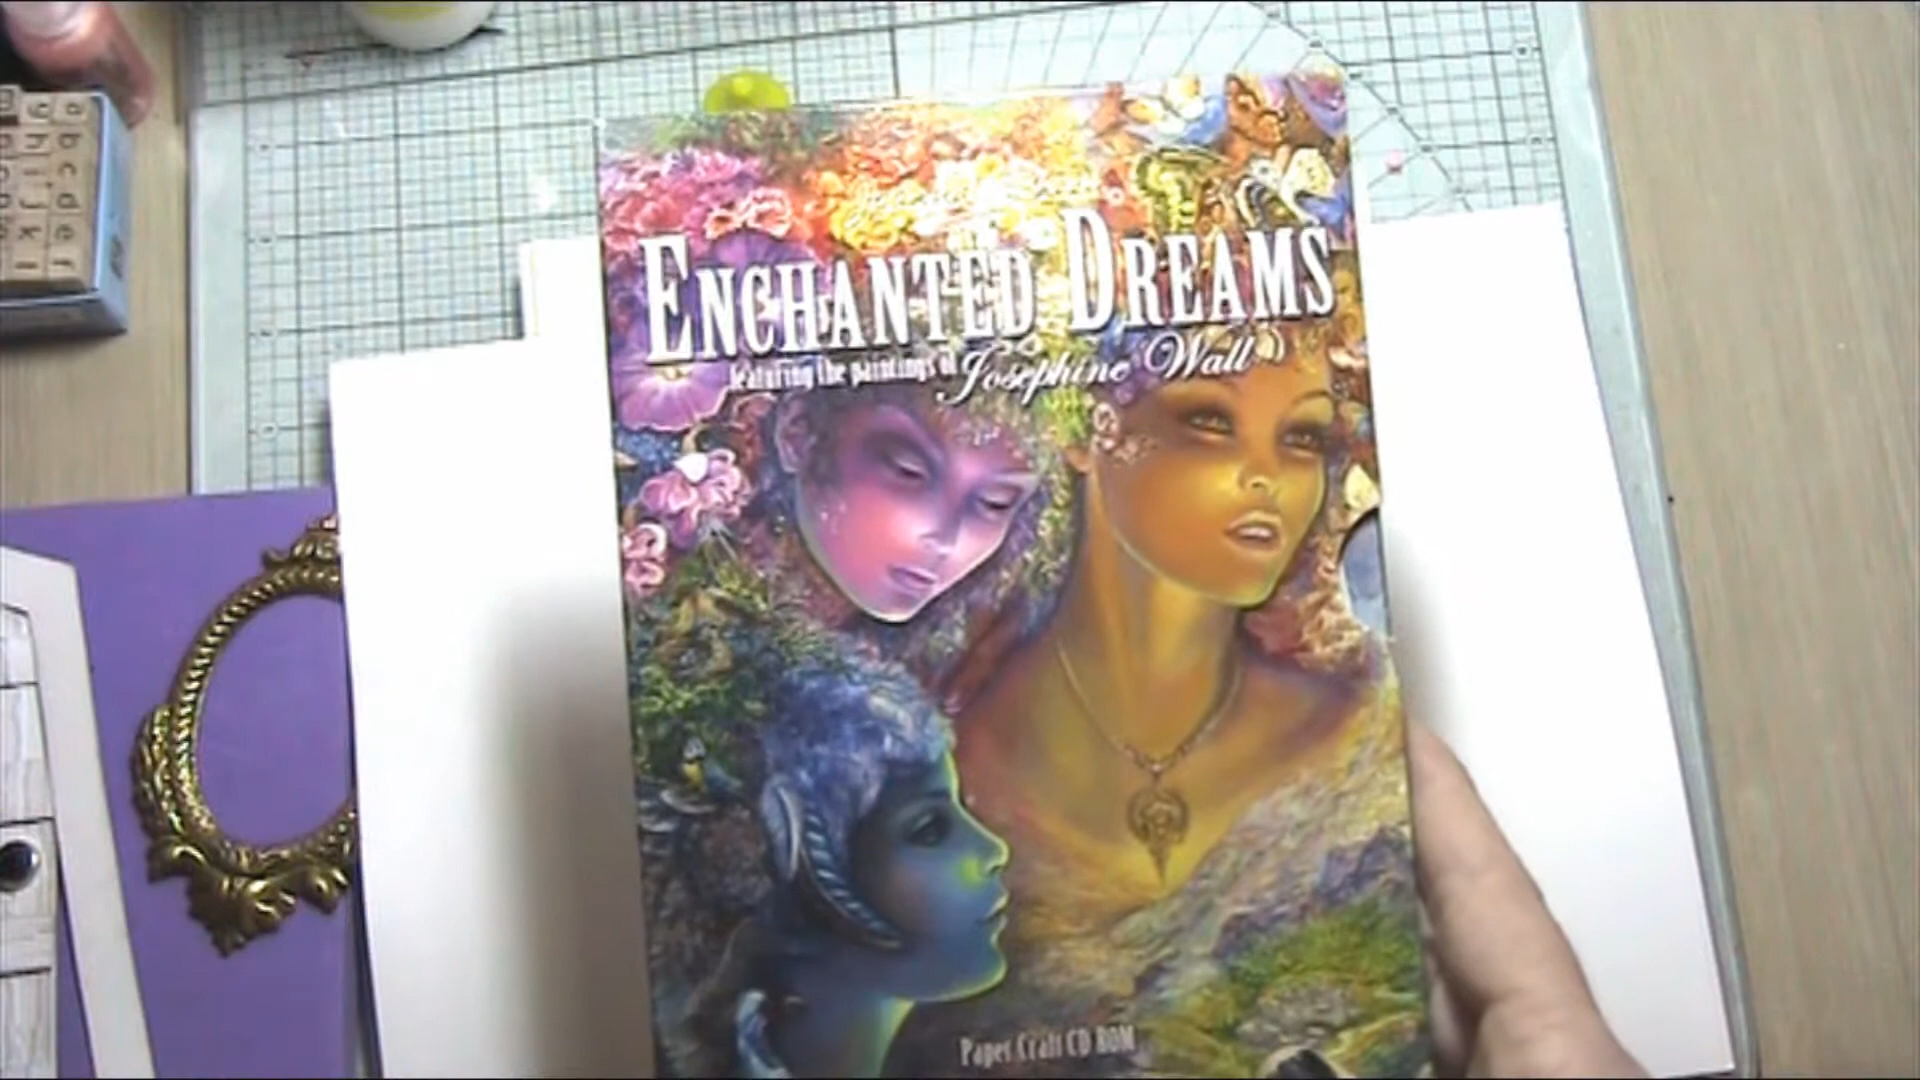 ENCHANTED DREAMS
featuring the paintings of Josephine Wall
Paper Craft CD ROM
a
b
c
d
e
f
y
h
i
j
k
l